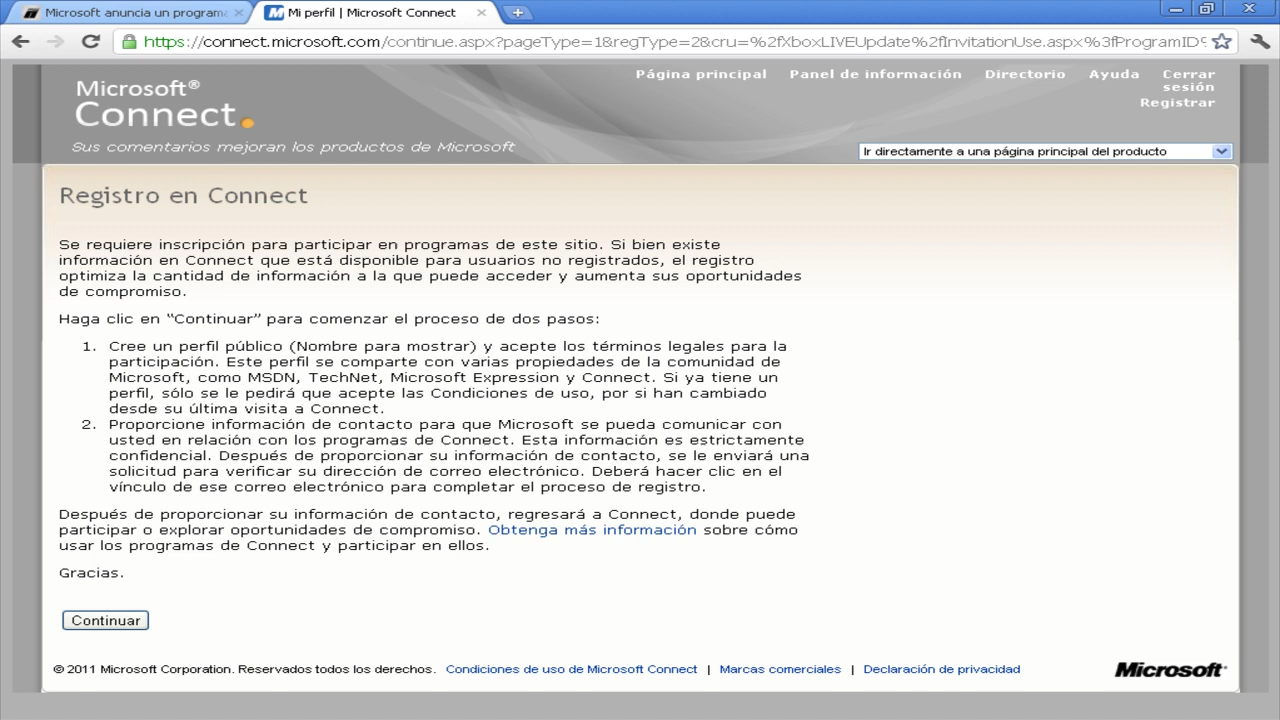 Microsoft anuncia un program
Mi perfil | Microsoft Connect
https://connect.microsoft.com/continue.aspx?pageType=1&regType=2&cru=%2fXboxLIVEUpdate%2fInvitationUse.aspx%3fProgramID%
Página principal Panel de información Directorio Ayuda Cerrar sesión
Registrar
Microsoft®
Connect
Sus comentarios mejoran los productos de Microsoft
Ir directamente a una página principal del producto
Registro en Connect
Se requiere inscripción para participar en programas de este sitio. Si bien existe
información en Connect que está disponible para usuarios no registrados, el registro
optimiza la cantidad de información a la que puede acceder y aumenta sus oportunidades
de compromiso.
Haga clic en “Continuar” para comenzar el proceso de dos pasos:
1. Cree un perfil público (Nombre para mostrar) y acepte los términos legales para la
participación. Este perfil se comparte con varias propiedades de la comunidad de
Microsoft, como MSDN, TechNet, Microsoft Expression y Connect. Si ya tiene un
perfil, sólo se le pedirá que acepte las Condiciones de uso, por si han cambiado
desde su última visita a Connect.
2. Proporcione información de contacto para que Microsoft se pueda comunicar con
usted en relación con los programas de Connect. Esta información es estrictamente
confidencial. Después de proporcionar su información de contacto, se le enviará una
solicitud para verificar su dirección de correo electrónico. Deberá hacer clic en el
vínculo de ese correo electrónico para completar el proceso de registro.
Después de proporcionar su información de contacto, regresará a Connect, donde puede
participar o explorar oportunidades de compromiso. Obtenga más información sobre cómo
usar los programas de Connect y participar en ellos.
Gracias.
Continuar
© 2011 Microsoft Corporation. Reservados todos los derechos. Condiciones de uso de Microsoft Connect | Marcas comerciales | Declaración de privacidad
Microsoft